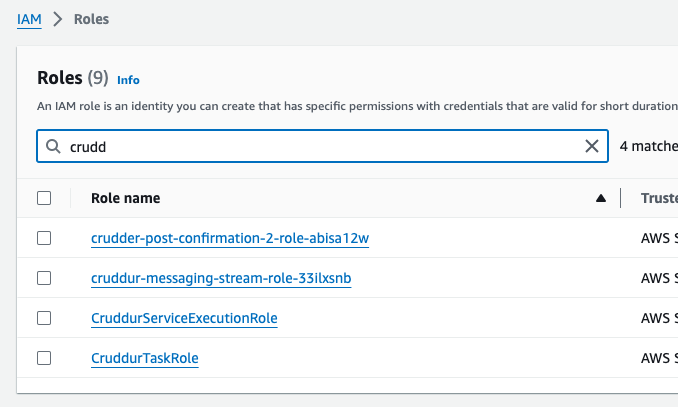 IAM > Roles
Roles (9) Info
An IAM role is an identity you can create that has specific permissions with credentials that are valid for short duration
crudd 4 matche
Role name Truste
crudder-post-confirmation-2-role-abisa12w AWS S
cruddur-messaging-stream-role-33ilxsnb AWS S
CruddurServiceExecutionRole AWS S
CruddurTaskRole AWS S